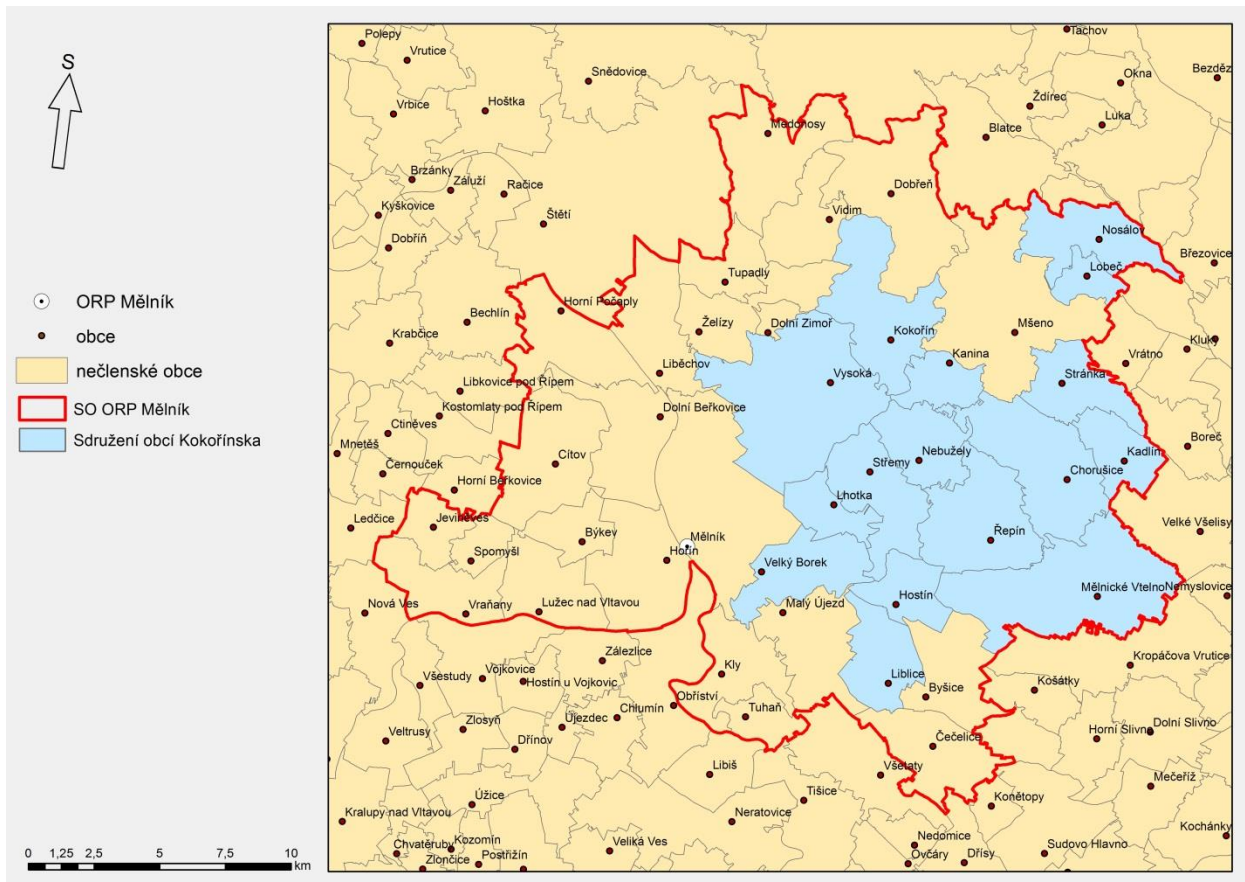 S
ORP Mělník
obce
nečlenské obce
SO ORP Mělník
Sdružení obcí Kokořínska
0 1,25 2,5 5 7,5 10
km
Polepy
Vrutice
Snědovice
Tachov
Okna
Bezděz
Vrbice
Hoštka
Ždírec
Luka
Medonosy
Blatce
Brzánky
Záluží
Račice
Dobřeň
Kyškovice
Štětí
Vidim
Nosálov
Dobříň
Březovice
Lobeč
Tupadly
Horní Počaply
Bechlín
Želízy
Dolní Zimoř
Kokořín
Mšeno
Krabčice
Kluky
Vrátno
Kanina
Liběchov
Vysoká
Stránka
Libkovice pod Řípem
Kostomlaty pod Řípem
Dolní Beřkovice
Ctiněves
Mnetěš
Boreč
Černouček
Cítov
Střemy
Nebužely
Kadlín
Horní Beřkovice
Chorušice
Lhotka
Ledčice
Jeviněves
Velké Všelisy
Býkev
Mělník
Řepín
Spomyšl
Hořín
Velký Borek
Mělnické Vtelno
Nemyslovice
Nová Ves
Vraňany
Lužec nad Vltavou
Malý Újezd
Hostín
Zálezlice
Kropáčova Vrutice
Všestudy
Vojkovice
Hostín u Vojkovic
Kly
Liblice
Byšice
Košátky
Obříství
Chlumín
Tuhaň
Zlosyň
Újezdec
Veltrusy
Dřínov
Čečelice
Horní Slivno
Dolní Slivno
Libiš
Všetaty
Mečeříž
Úžice
Tišice
Konětopy
Kralupy nad Vltavou
Neratovice
Kochánky
Chvatěruby
Kozomín
Veliká Ves
Nedomice
Zlončice
Postřižín
Ovčáry
Dřísy
Sudovo Hlavno